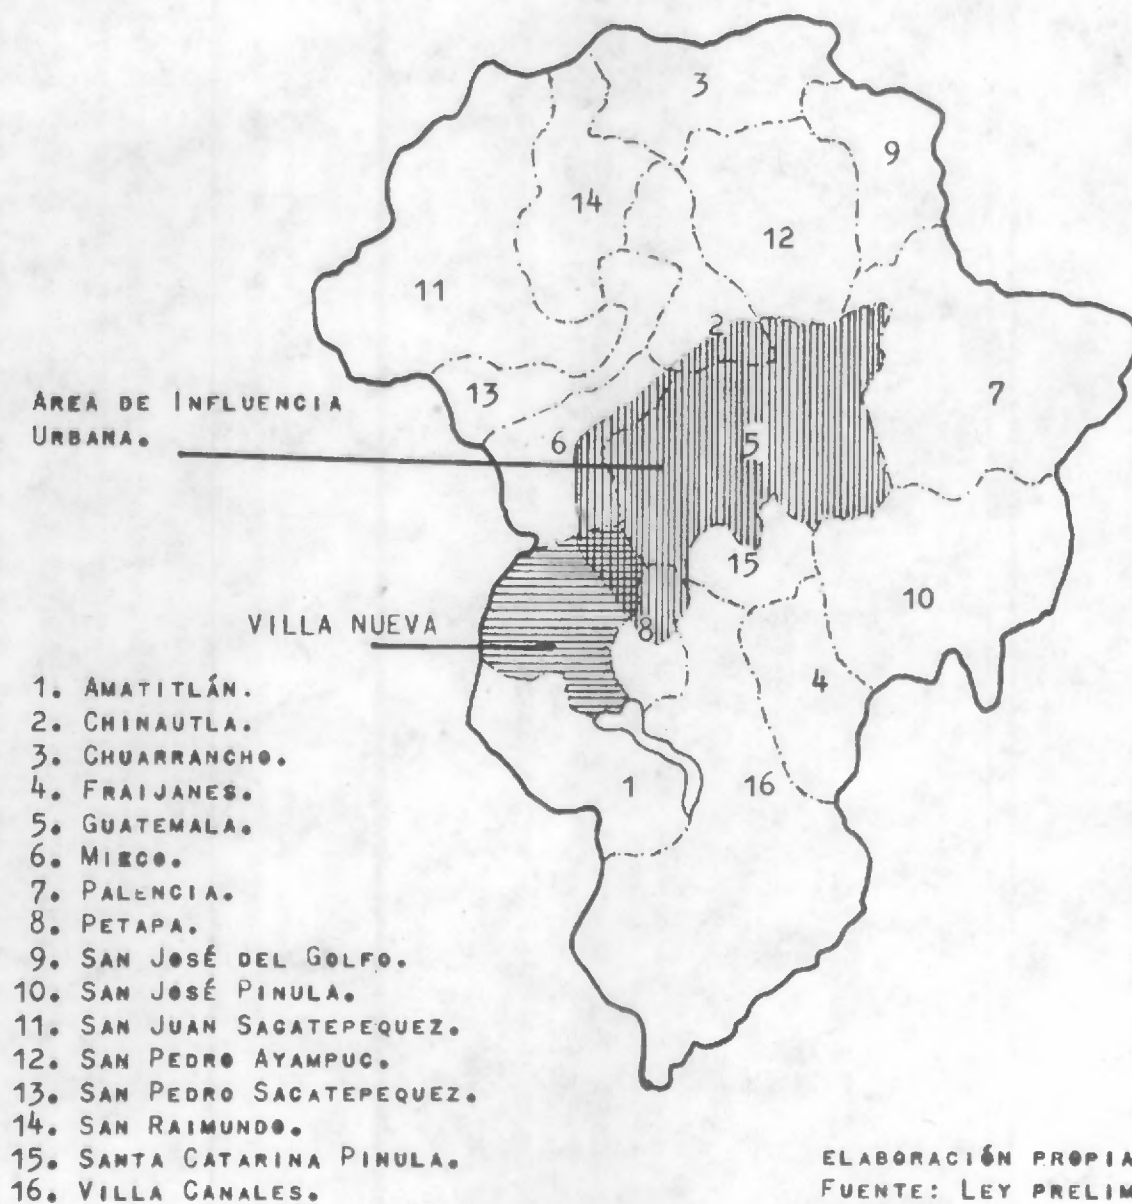 3
9
14
12
11
2
AREA DE INFLUENCIA
URBANA.
13
7
6
5
15
10
VILLA NUEVA
8
4
1
16
1. AMATITLÁN.
2. CHINAUTLA.
3. CHUARRANCHO.
4. FRAIJANES.
5. GUATEMALA.
6. MIXCO.
7. PALENCIA.
8. PETAPA.
9. SAN JOSÉ DEL GOLFO.
10. SAN JOSÉ PINULA.
11. SAN JUAN SACATEPEQUEZ.
12. SAN PEDRO AYAMPUC.
13. SAN PEDRO SACATEPEQUEZ.
14. SAN RAIMUNDO.
15. SANTA CATARINA PINULA.
16. VILLA CANALES.
ELABORACIÓN PROPIA
FUENTE: LEY PRELIM